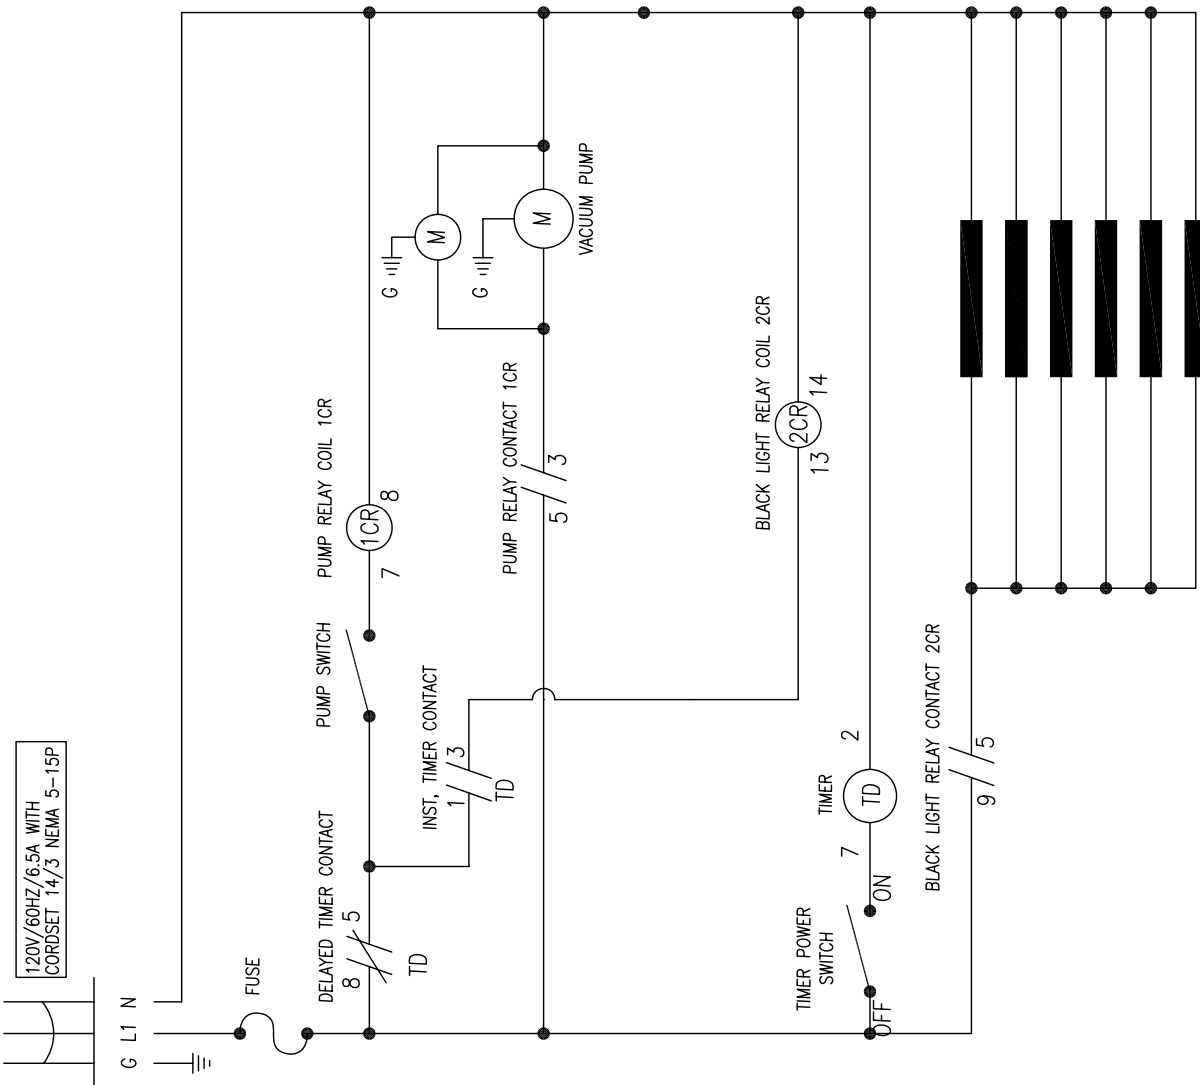 120V/60HZ/6.5A WITH
CORDSET 14/3 NEMA 5-15P
G L1 N
FUSE
DELAYED TIMER CONTACT
8 5
TD
PUMP SWITCH
PUMP RELAY COIL 1CR
7 1CR 8
INST, TIMER CONTACT
1 3
TD
G
M
G
M
VACUUM PUMP
PUMP RELAY CONTACT 1CR
5 3
BLACK LIGHT RELAY COIL 2CR
13 2CR 14
TIMER POWER
SWITCH
OFF ON
TIMER
7 TD 2
BLACK LIGHT RELAY CONTACT 2CR
9 5